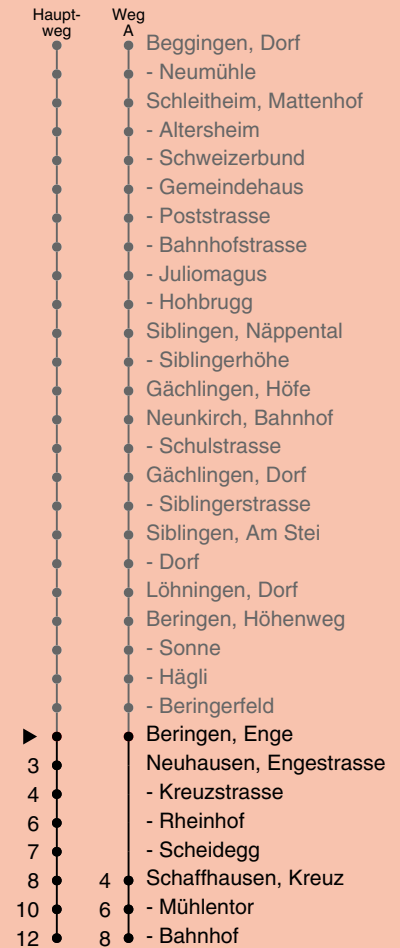 Haupt- Weg
weg A
Beggingen, Dorf
- Neumühle
Schleitheim, Mattenhof
- Altersheim
- Schweizerbund
- Gemeindehaus
- Poststrasse
- Bahnhofstrasse
- Juliomagus
- Hohbrugg
Siblingen, Näppental
- Siblingerhöhe
Gächlingen, Höfe
Neunkirch, Bahnhof
- Schulstrasse
Gächlingen, Dorf
- Siblingerstrasse
Siblingen, Am Stei
- Dorf
Löhningen, Dorf
Beringen, Höhenweg
- Sonne
- Hägli
- Beringerfeld
Beringen, Enge
3 Neuhausen, Engestrasse
4 - Kreuzstrasse
6 - Rheinhof
7 - Scheidegg
8 4 Schaffhausen, Kreuz
10 6 - Mühlentor
12 8 - Bahnhof